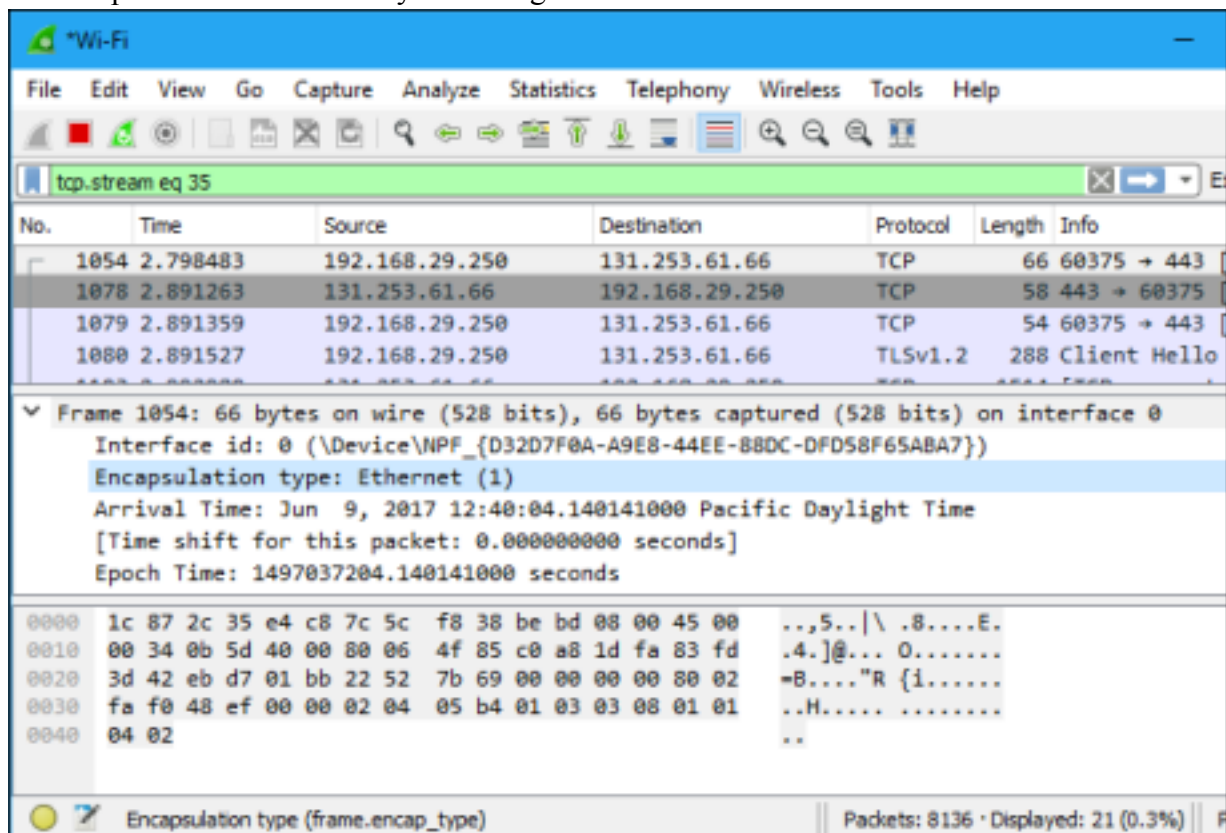 *Wi-Fi
File Edit View Go Capture Analyze Statistics Telephony Wireless Tools Help
tcp.stream eq 35
No. Time Source Destination Protocol Length Info
1054 2.798483 192.168.29.250 131.253.61.66 TCP 66 60375 → 443 [
1078 2.891263 131.253.61.66 192.168.29.250 TCP 58 443 → 60375 [
1079 2.891359 192.168.29.250 131.253.61.66 TCP 54 60375 → 443 [
1080 2.891527 192.168.29.250 131.253.61.66 TLSv1.2 288 Client Hello
Frame 1054: 66 bytes on wire (528 bits), 66 bytes captured (528 bits) on interface 0
Interface id: 0 (\Device\NPF_{D32D7F0A-A9E8-44EE-88DC-DFD58F65ABA7})
Encapsulation type: Ethernet (1)
Arrival Time: Jun 9, 2017 12:40:04.140141000 Pacific Daylight Time
[Time shift for this packet: 0.000000000 seconds]
Epoch Time: 1497037204.140141000 seconds
0000 1c 87 2c 35 e4 c8 7c 5c f8 38 be bd 08 00 45 00 ..,5..|\ .8....E.
0010 00 34 0b 5d 40 00 80 06 4f 85 c0 a8 1d fa 83 fd .4.]@... O.......
0020 3d 42 eb d7 01 bb 22 52 7b 69 00 00 00 00 80 02 =B...."R {i......
0030 fa f0 48 ef 00 00 02 04 05 b4 01 03 03 08 01 01 ..H..... ........
0040 04 02 ..
Encapsulation type (frame.encap_type) Packets: 8136 · Displayed: 21 (0.3%)